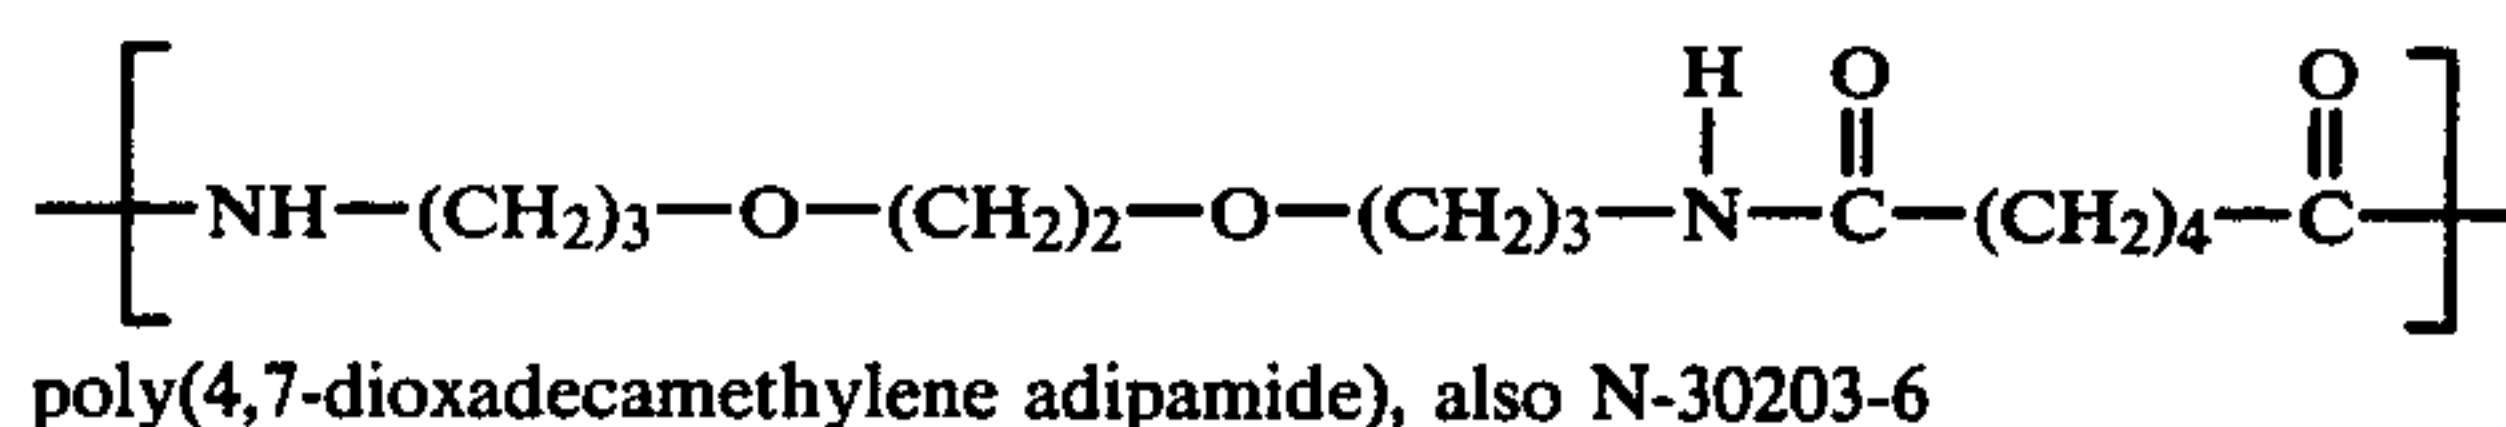 H O O
NH—(CH2)3—O—(CH2)2—O—(CH2)3—N—C—(CH2)4—C
poly(4,7-dioxadecamethylene adipamide), also N-30203-6